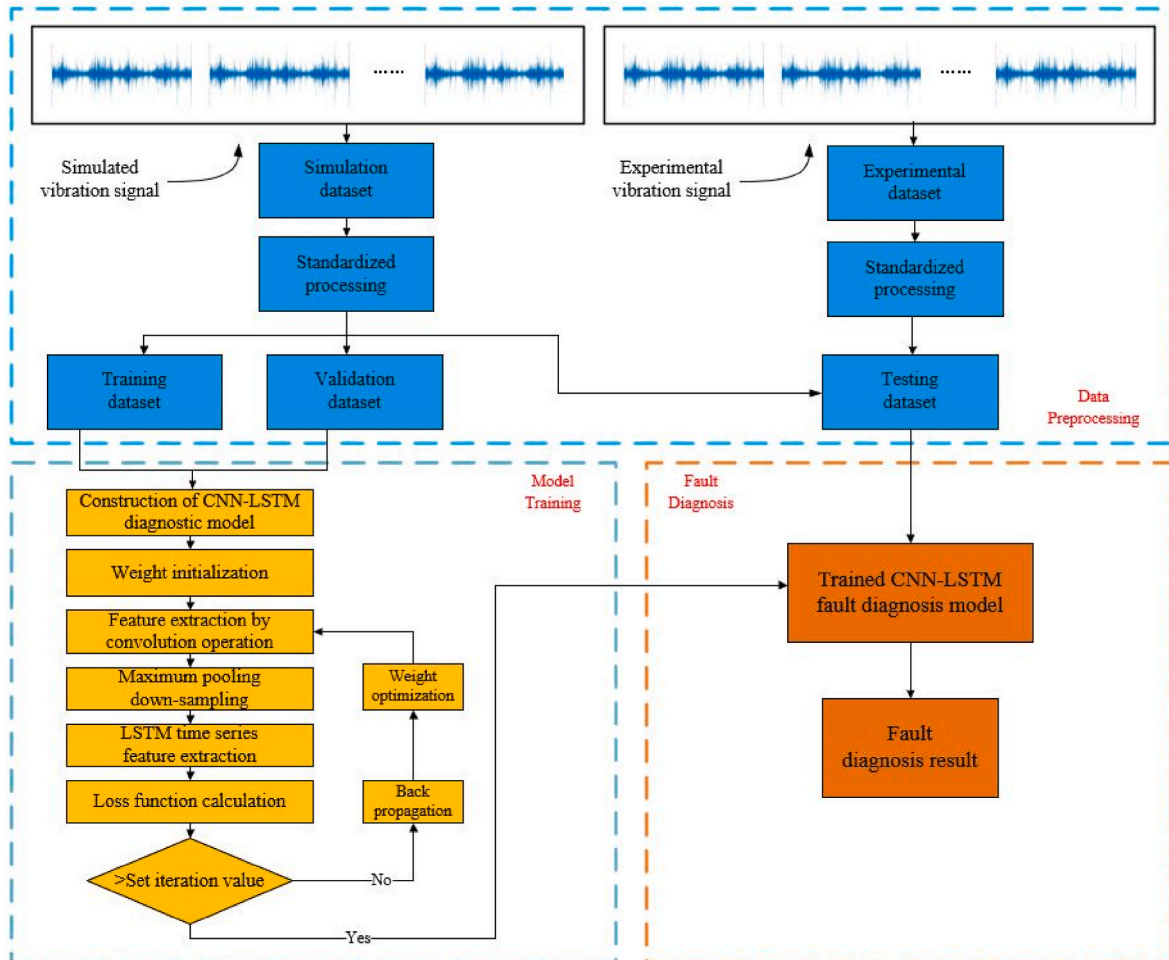 ......
......
Simulated
vibration signal
Simulation
dataset
Experimental
vibration signal
Experimental
dataset
Standardized
processing
Standardized
processing
Training
dataset
Validation
dataset
Testing
dataset
Data
Preprocessing
Model
Training
Fault
Diagnosis
Construction of CNN-LSTM
diagnostic model
Weight initialization
Feature extraction by
convolution operation
Maximum pooling
down-sampling
LSTM time series
feature extraction
Loss function calculation
>Set iteration value
Weight
optimization
Back
propagation
No
Yes
Trained CNN-LSTM
fault diagnosis model
Fault
diagnosis result